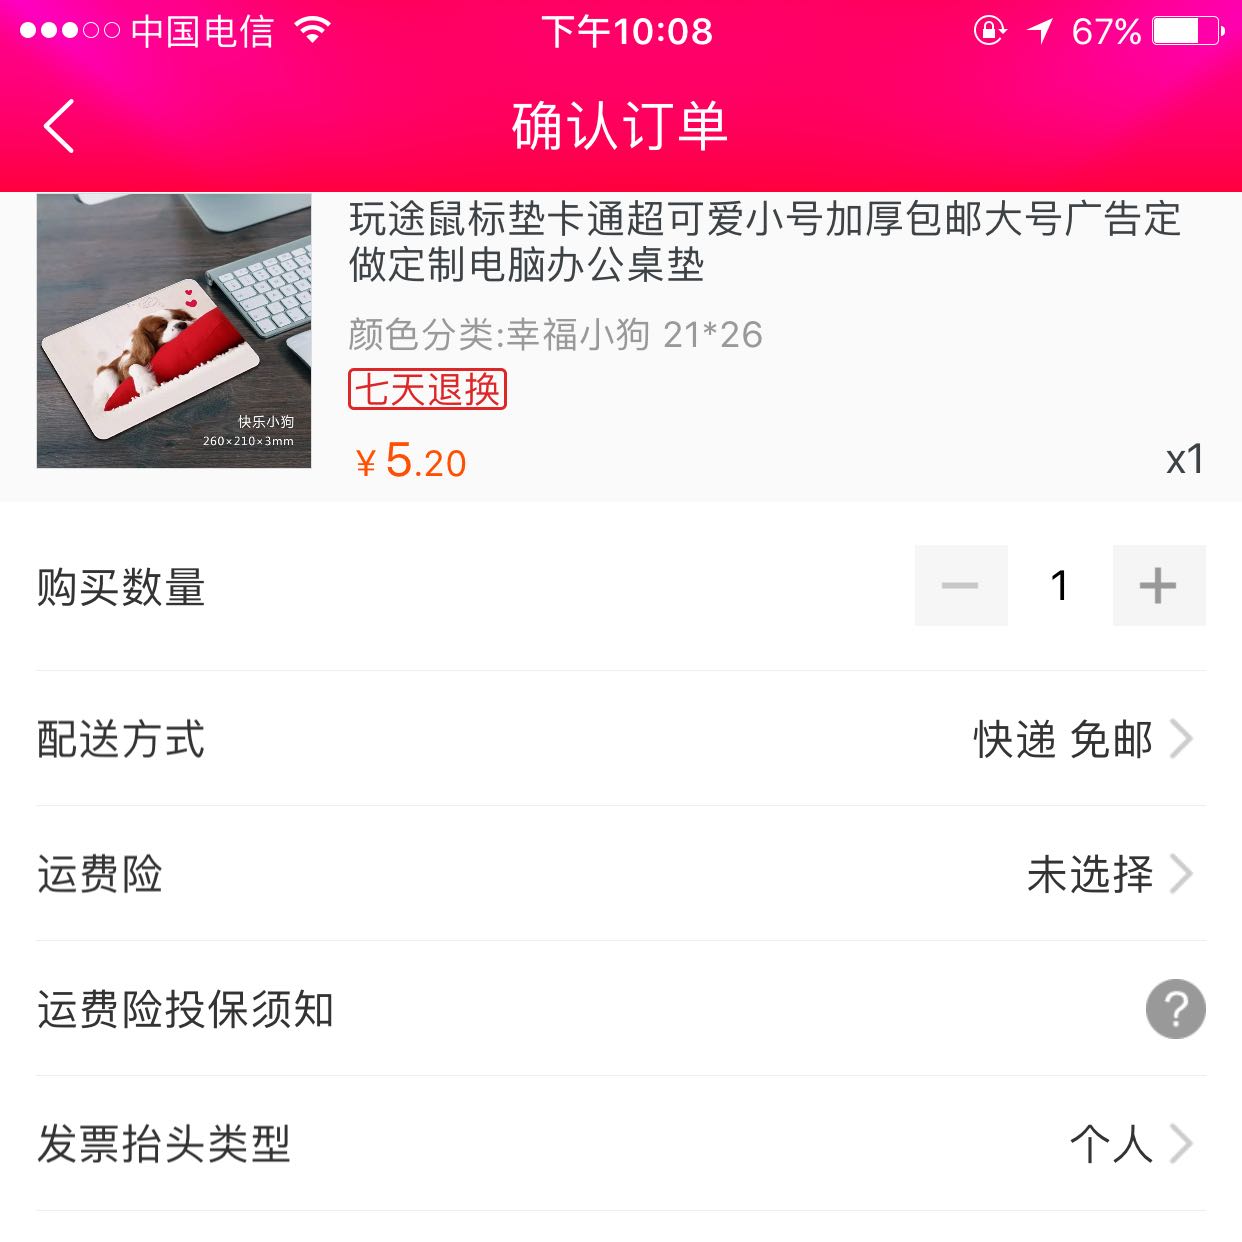 中国电信
下午10:08
67%
确认订单
玩途鼠标垫卡通超可爱小号加厚包邮大号广告定
做定制电脑办公桌垫
颜色分类:幸福小狗 21*26
七天退换
快乐小狗
260×210×3mm
¥5.20
x1
购买数量
1
配送方式
快递 免邮
运费险
未选择
运费险投保须知
?
发票抬头类型
个人